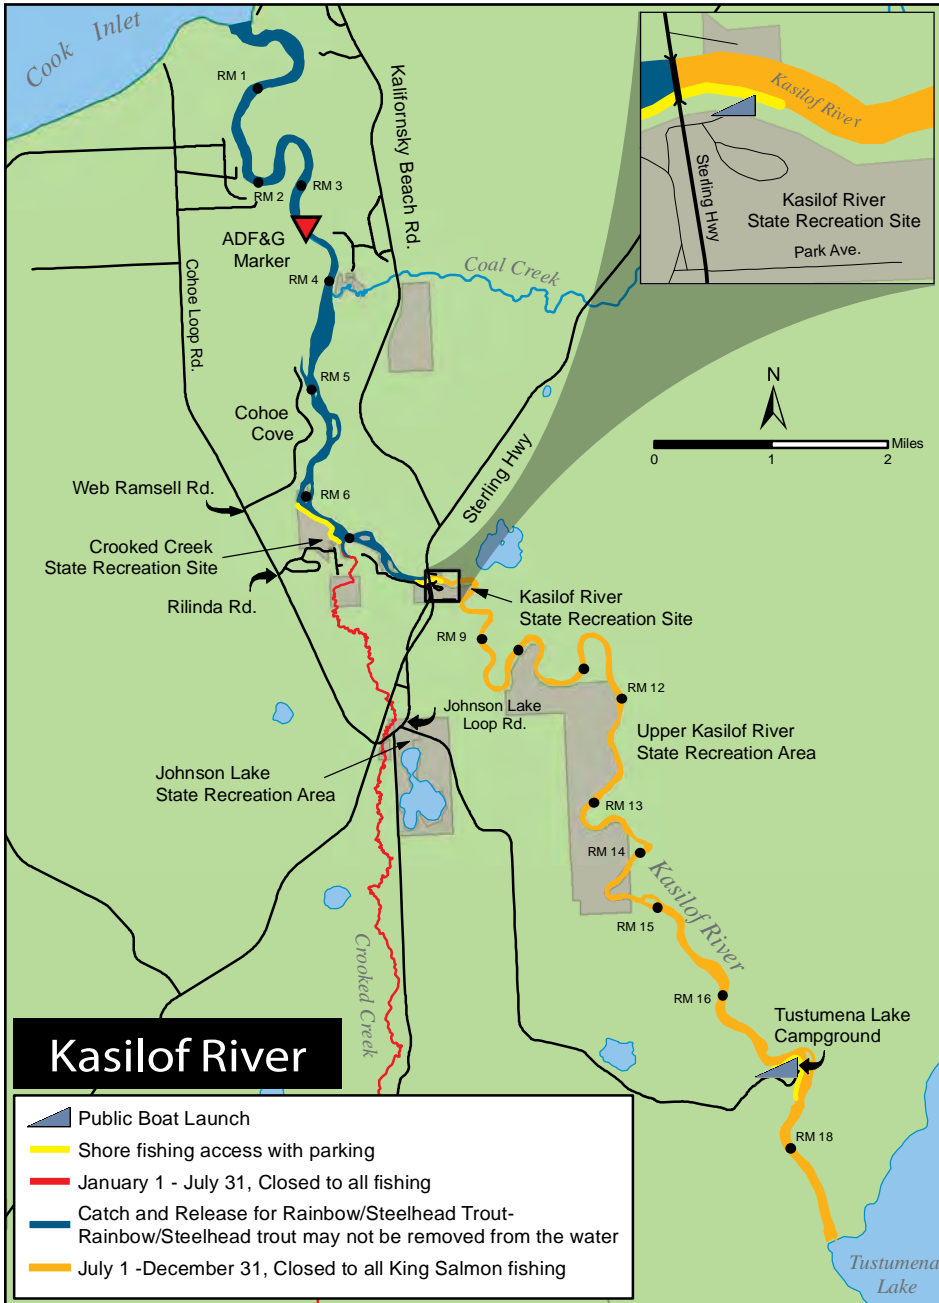 Cook Inlet
RM 1
RM 2
RM 3
ADF&G
Marker
RM 4
Kalifornsky Beach Rd.
Coal Creek
Cohoe Loop Rd.
RM 5
Cohoe
Cove
Sterling Hwy
Web Ramsell Rd.
RM 6
Crooked Creek
State Recreation Site
Rilinda Rd.
Kasilof River
Sterling Hwy
Kasilof River
State Recreation Site
Park Ave.
N
Miles
0
1
2
Kasilof River
State Recreation Site
RM 9
RM 12
Johnson Lake
Loop Rd.
Upper Kasilof River
State Recreation Area
Johnson Lake
State Recreation Area
RM 13
RM 14
Kasilof River
RM 15
Crooked Creek
RM 16
Tustumena Lake
Campground
RM 18
Tustumena
Lake
Kasilof River
Public Boat Launch
Shore fishing access with parking
January 1 - July 31, Closed to all fishing
Catch and Release for Rainbow/Steelhead Trout-
Rainbow/Steelhead trout may not be removed from the water
July 1 -December 31, Closed to all King Salmon fishing